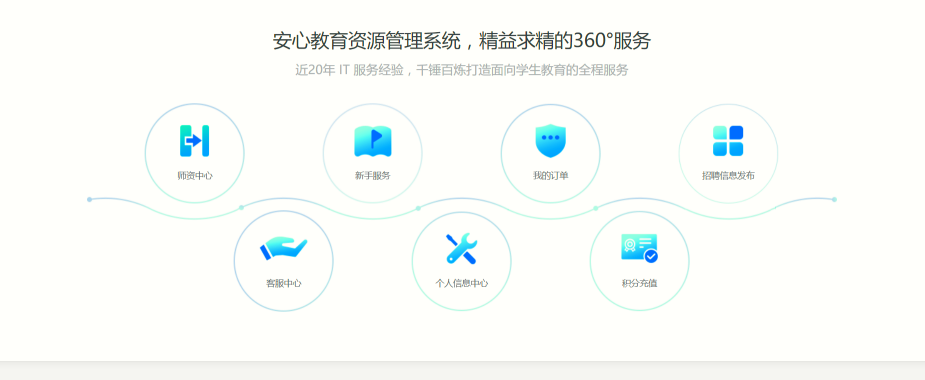 安心教育资源管理系统，精益求精的360°服务
近20年 IT 服务经验，千锤百炼打造面向学生教育的全程服务
师资中心
新手服务
我的订单
招聘信息发布
客服中心
个人信息中心
积分充值